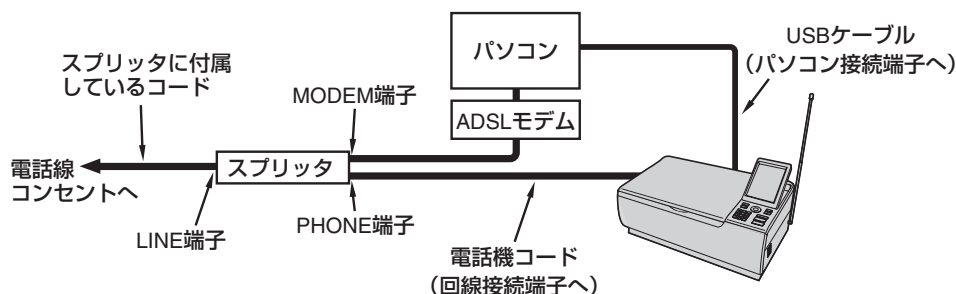 スプリッタに付属
しているコード
パソコン
USBケーブル
(パソコン接続端子へ)
MODEM端子
ADSLモデム
電話線
コンセントへ
スプリッタ
LINE端子
PHONE端子
電話機コード
(回線接続端子へ)